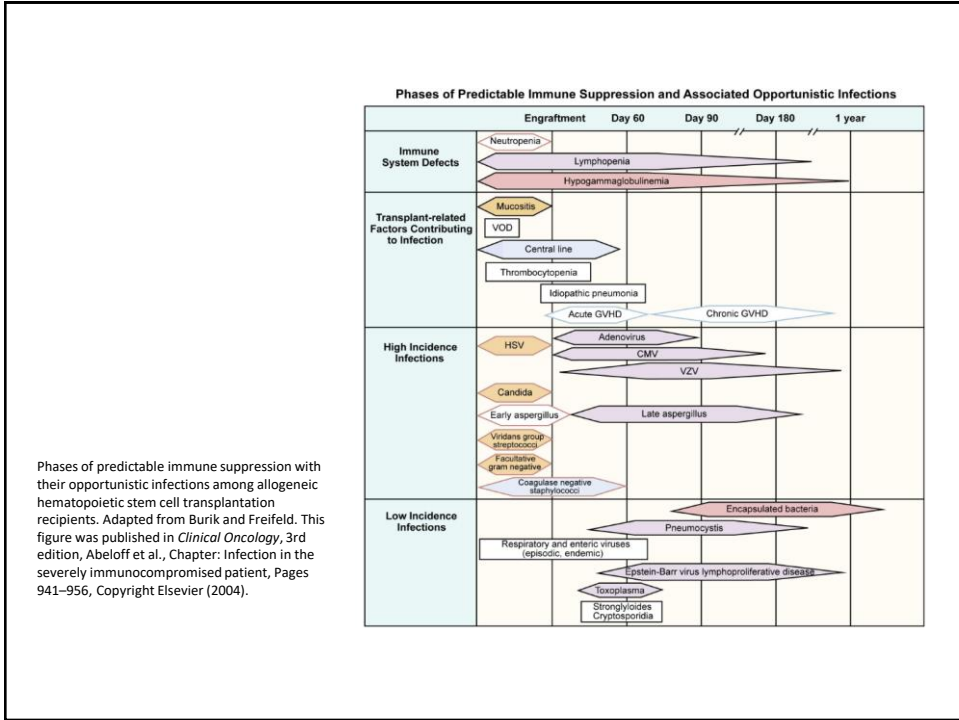 Phases of Predictable Immune Suppression and Associated Opportunistic Infections
Engraftment Day 60 Day 90 Day 180 1 year
Immune
System Defects
Neutropenia
Lymphopenia
Hypogammaglobulinemia
Transplant-related
Factors Contributing
to Infection
Mucositis
VOD
Central line
Thrombocytopenia
Idiopathic pneumonia
Acute GVHD
Chronic GVHD
High Incidence
Infections
HSV
Adenovirus
CMV
VZV
Candida
Early aspergillus
Late aspergillus
Viridans group
streptococci
Facultative
gram negative
Coagulase negative
staphylococci
Low Incidence
Infections
Encapsulated bacteria
Pneumocystis
Respiratory and enteric viruses
(episodic, endemic)
Epstein-Barr virus lymphoproliferative disease
Toxoplasma
Stronglyloides
Cryptosporidia
Phases of predictable immune suppression with
their opportunistic infections among allogeneic
hematopoietic stem cell transplantation
recipients. Adapted from Burik and Freifeld. This
figure was published in Clinical Oncology, 3rd
edition, Abeloff et al., Chapter: Infection in the
severely immunocompromised patient, Pages
941–956, Copyright Elsevier (2004).